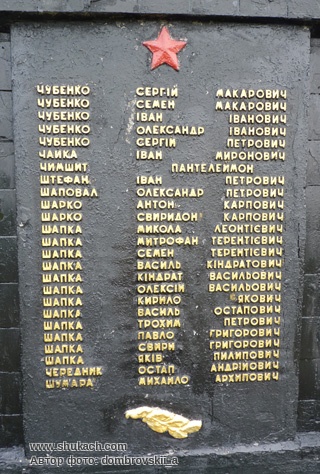 ЧУБЕНКО СЕРГІЙ МАКАРОВИЧ
ЧУБЕНКО СЕМЕН МАКАРОВИЧ
ЧУБЕНКО ІВАН ІВАНОВИЧ
ЧУБЕНКО ОЛЕКСАНДР ІВАНОВИЧ
ЧУБЕНКО СЕРГІЙ ПЕТРОВИЧ
ЧАЙКА ІВАН МИРОНОВИЧ
ЧИМШИТ ПАНТЕЛЕЙМОН
ШТЕФАН ІВАН ПЕТРОВИЧ
ШАПОВАЛ ОЛЕКСАНДР ПЕТРОВИЧ
ШАРКО АНТОН КАРПОВИЧ
ШАРКО СВИРИДОН КАРПОВИЧ
ШАПКА МИКОЛА ЛЕОНТІЄВИЧ
ШАПКА МИТРОФАН ТЕРЕНТІЄВИЧ
ШАПКА СЕМЕН ТЕРЕНТІЄВИЧ
ШАПКА ВАСИЛЬ КІНДРАТОВИЧ
ШАПКА КІНДРАТ ВАСИЛЬОВИЧ
ШАПКА ОЛЕКСІЙ ВАСИЛЬОВИЧ
ШАПКА КИРИЛО ЯКОВИЧ
ШАПКА ВАСИЛЬ ОСТАПОВИЧ
ШАПКА ТРОХИМ ПЕТРОВИЧ
ШАПКА ПАВЛО ГРИГОРОВИЧ
ШАПКА СВИРИ ГРИГОРОВИЧ
ШАПКА ЯКІВ ПИЛИПОВИЧ
ЧЕРЕДНИК ОСТАП АНДРІЙОВИЧ
ШУМАРА МИХАЙЛО АРХИПОВИЧ
www.shukach.com
Автор фото: dombrovskii_a